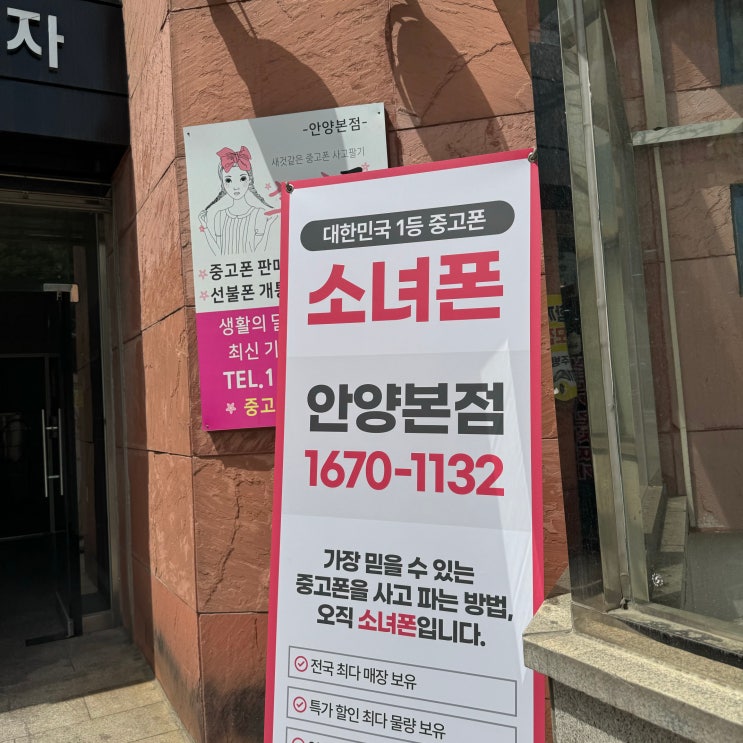 자
-안양본점-
새것같은 중고폰 사고팔기
중고폰 판매
선불폰 개통
생활의 달
최신 기
TEL.1
중고
대한민국 1등 중고폰
소녀폰
안양본점
1670-1132
가장 믿을 수 있는
중고폰을 사고 파는 방법,
오직 소녀폰입니다.
전국 최다 매장 보유
특가 할인 최다 물량 보유